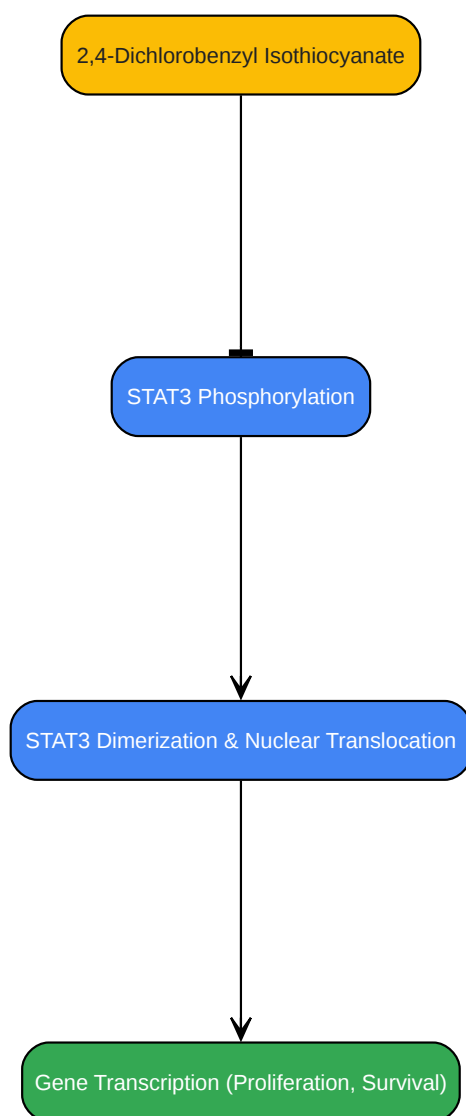 2,4-Dichlorobenzyl Isothiocyanate
STAT3 Phosphorylation
STAT3 Dimerization & Nuclear Translocation
Gene Transcription (Proliferation, Survival)